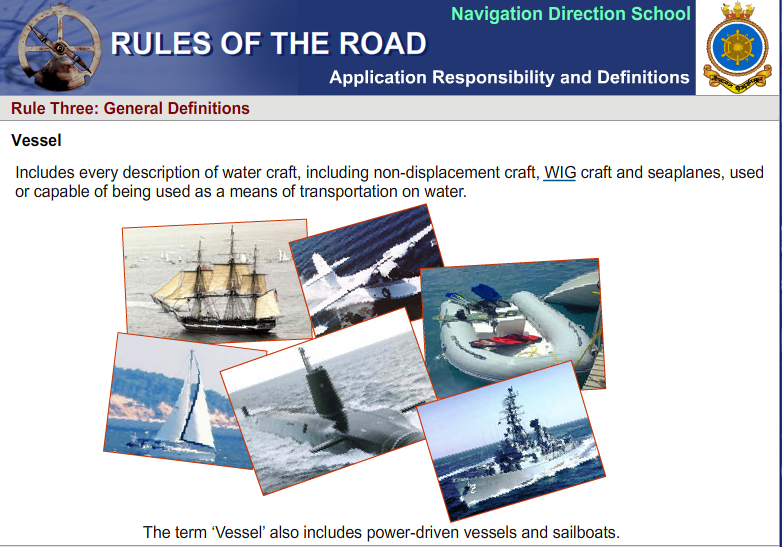 Navigation Direction School
RULES OF THE ROAD
Application Responsibility and Definitions
Rule Three: General Definitions
Vessel
Includes every description of water craft, including non-displacement craft, WIG craft and seaplanes, used
or capable of being used as a means of transportation on water.
The term ‘Vessel’ also includes power-driven vessels and sailboats.